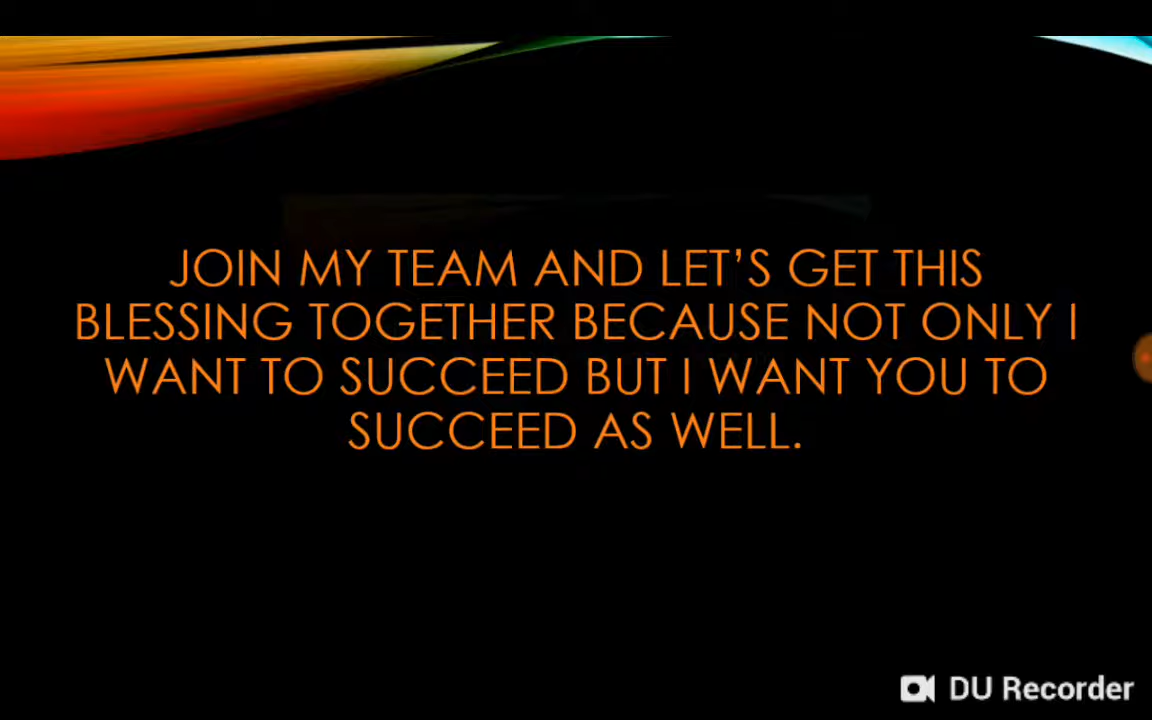 JOIN MY TEAM AND LET'S GET THIS
BLESSING TOGETHER BECAUSE NOT ONLY I
WANT TO SUCCEED BUT I WANT YOU TO
SUCCEED AS WELL.
DU Recorder